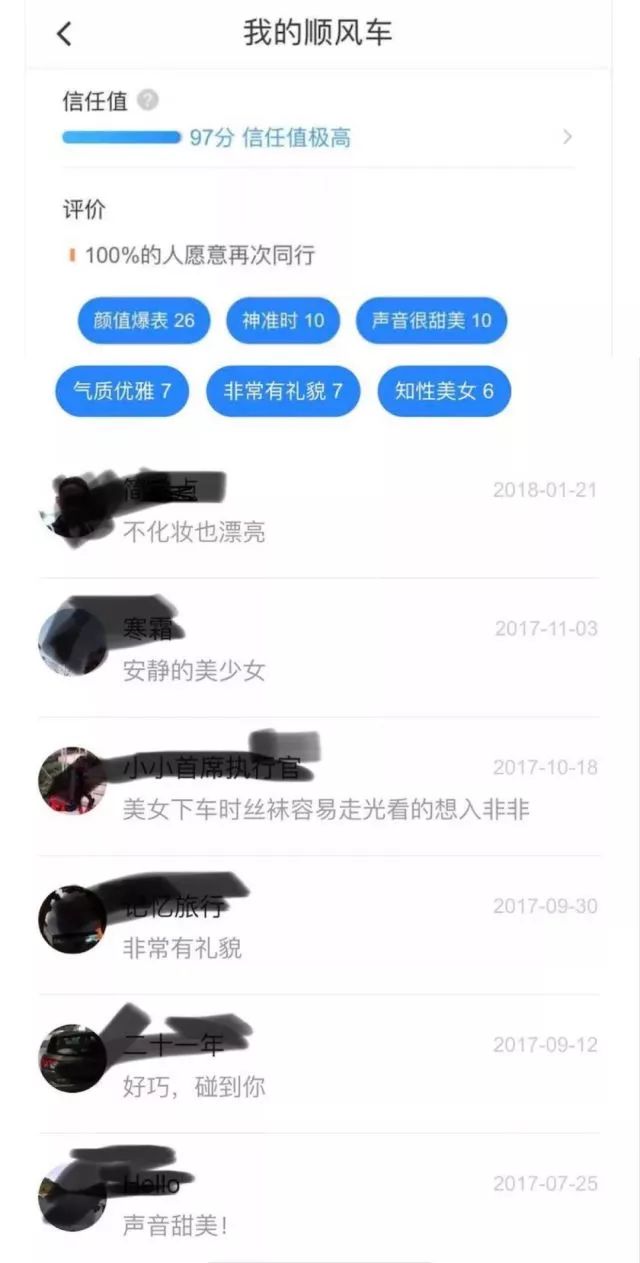 我的顺风车
信任值 ?
97分 信任值极高
评价
100%的人愿意再次同行
颜值爆表 26 神准时 10 声音很甜美 10
气质优雅 7 非常有礼貌 7 知性美女 6
2018-01-21
不化妆也漂亮
寒霜 2017-11-03
安静的美少女
小小首席执行官 2017-10-18
美女下车时丝袜容易走光看的想入非非
记忆旅行 2017-09-30
非常有礼貌
二十一年 2017-09-12
好巧，碰到你
Hello 2017-07-25
声音甜美！